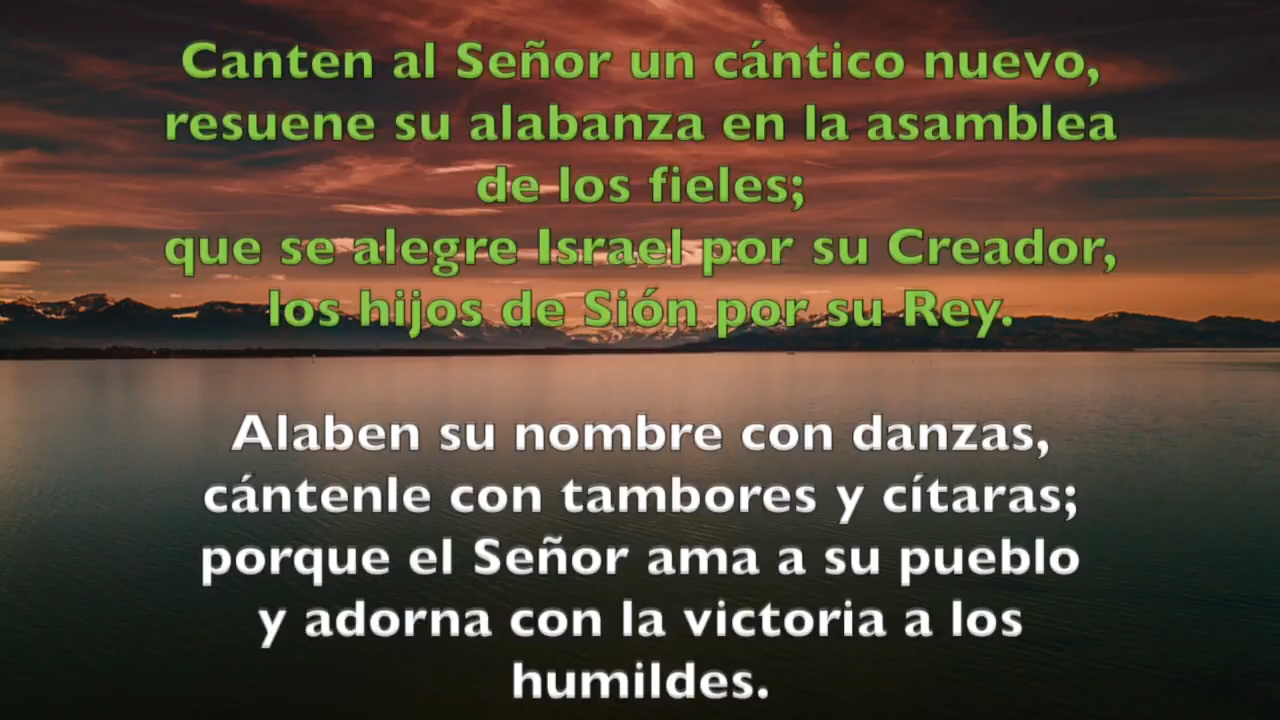 Canten al Señor un cántico nuevo,
resuene su alabanza en la asamblea
de los fieles;
que se alegre Israel por su Creador,
los hijos de Sión por su Rey.
Alaben su nombre con danzas,
cántenle con tambores y cítaras;
porque el Señor ama a su pueblo
y adorna con la victoria a los
humildes.